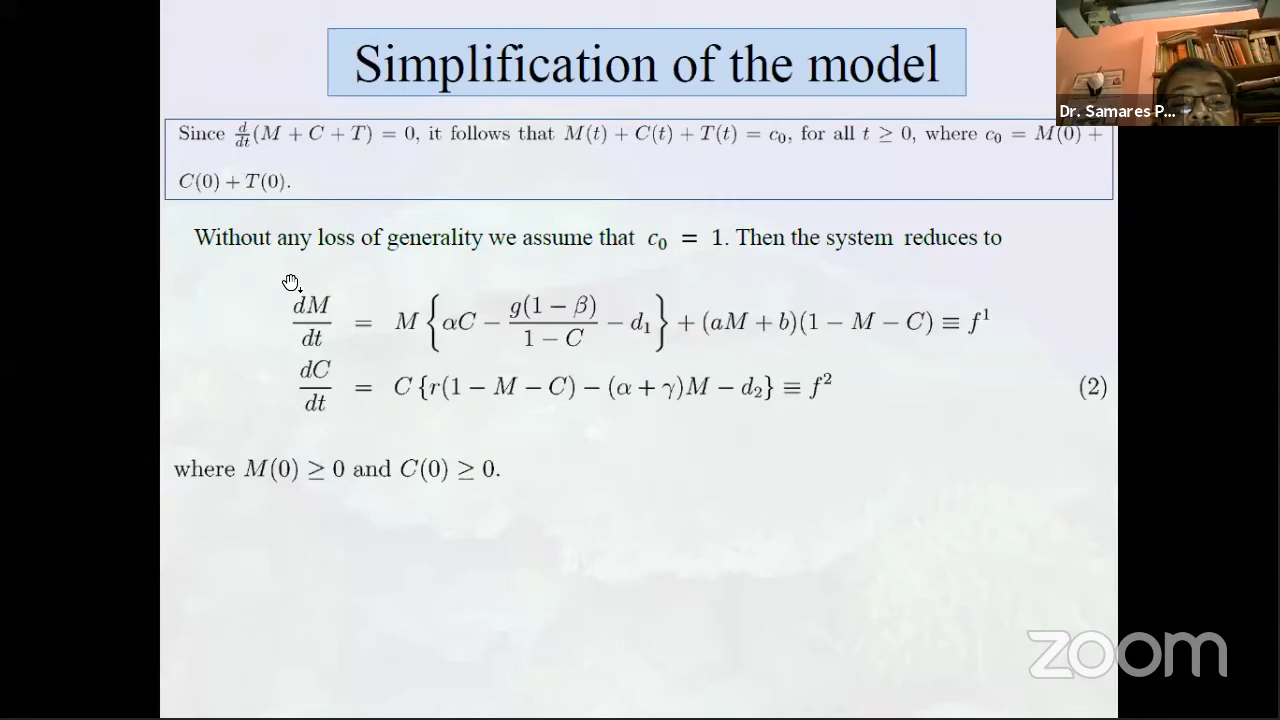 Simplification of the model
Dr. Samares P...
Since d/dt(M + C + T) = 0, it follows that M(t) + C(t) + T(t) = c₀, for all t ≥ 0, where c₀ = M(0) +
C(0) + T(0).
Without any loss of generality we assume that c₀ = 1. Then the system reduces to
dM/dt = M {αC − g(1 − β)/(1 − C) − d₁} + (aM + b)(1 − M − C) ≡ f¹
dC/dt = C {r(1 − M − C) − (α + γ)M − d₂} ≡ f² (2)
where M(0) ≥ 0 and C(0) ≥ 0.
zoom